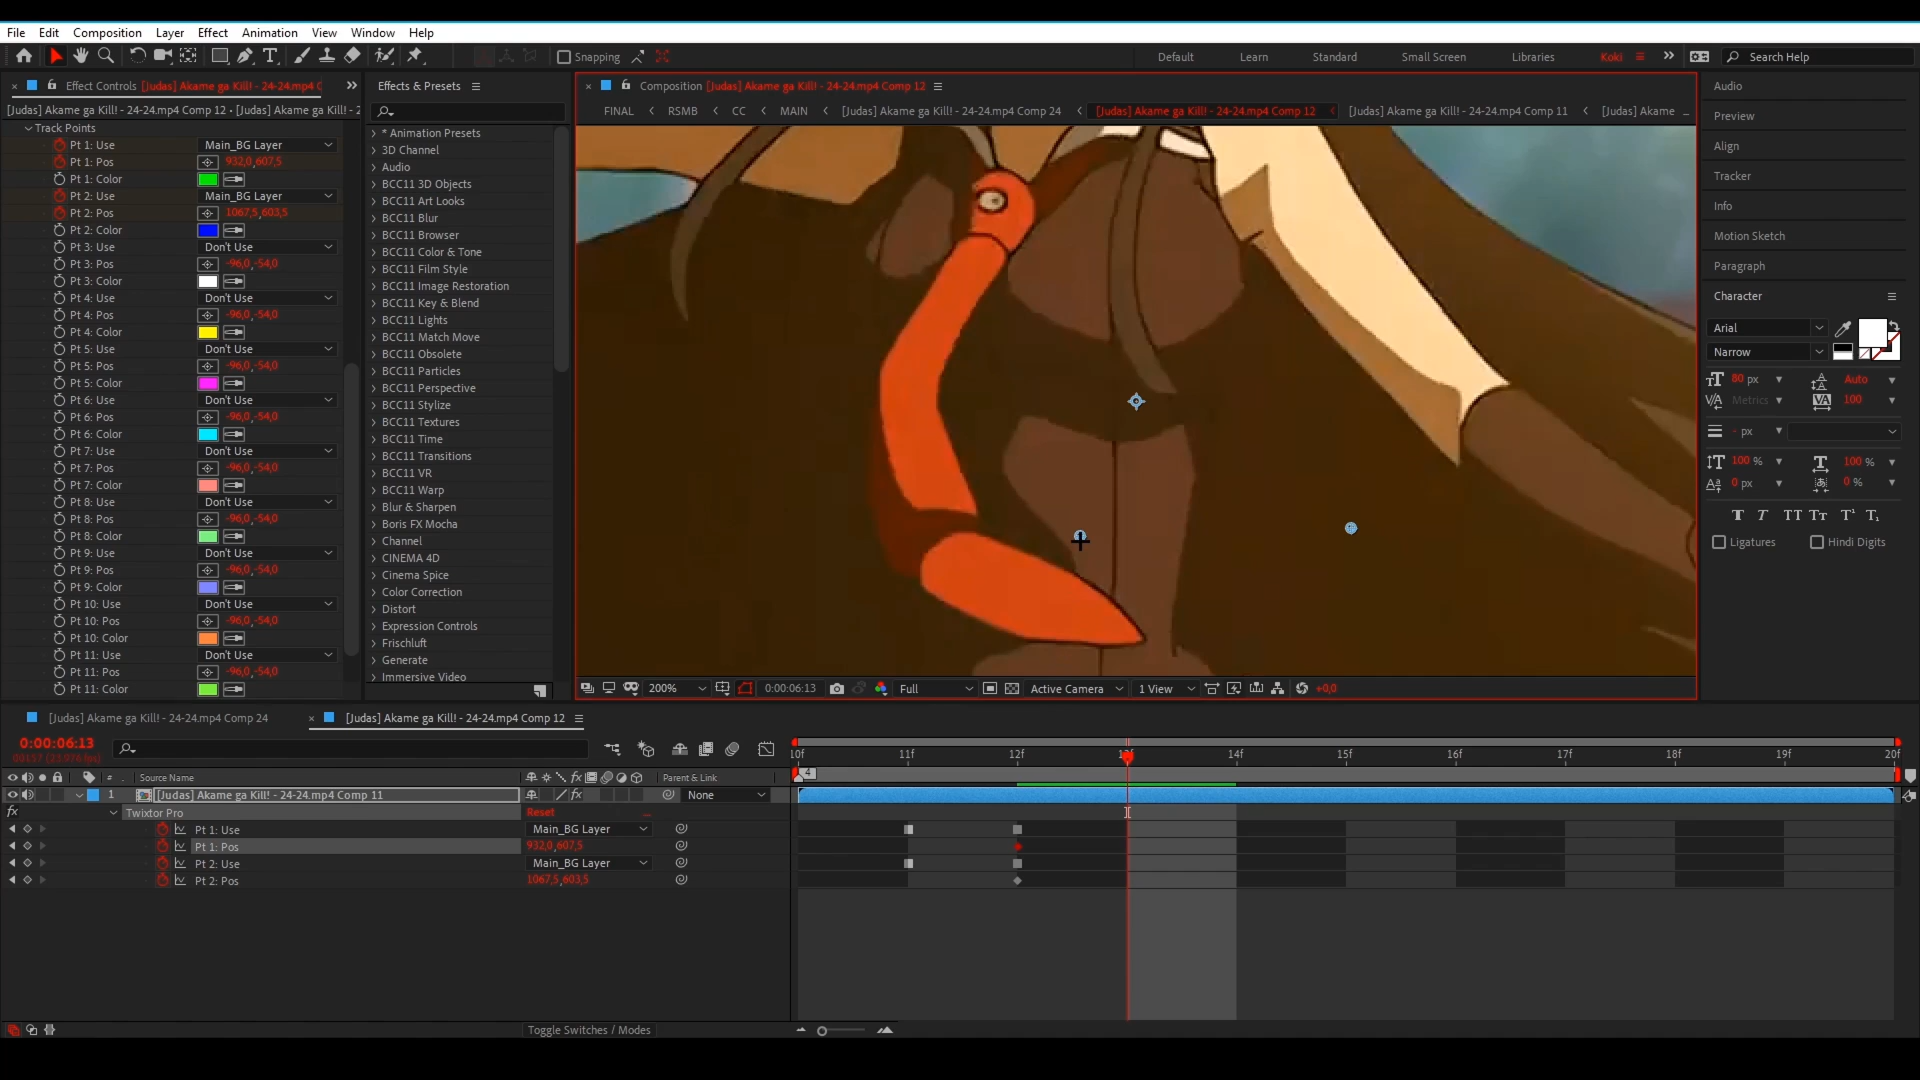 File Edit Composition Layer Effect Animation View Window Help
Snapping Default Learn Standard Small Screen Libraries Koki Search Help
Effect Controls [Judas] Akame ga Kill! - 24-24.mp4 C
[Judas] Akame ga Kill! - 24-24.mp4 Comp 12 • [Judas] Akame ga Kill! - 2
Track Points
Pt 1: Use Main_BG Layer
Pt 1: Pos 932,0,607,5
Pt 1: Color
Pt 2: Use Main_BG Layer
Pt 2: Pos 1067,5,603,5
Pt 2: Color
Pt 3: Use Don't Use
Pt 3: Pos -96,0,-54,0
Pt 3: Color
Pt 4: Use Don't Use
Pt 4: Pos -96,0,-54,0
Pt 4: Color
Pt 5: Use Don't Use
Pt 5: Pos -96,0,-54,0
Pt 5: Color
Pt 6: Use Don't Use
Pt 6: Pos -96,0,-54,0
Pt 6: Color
Pt 7: Use Don't Use
Pt 7: Pos -96,0,-54,0
Pt 7: Color
Pt 8: Use Don't Use
Pt 8: Pos -96,0,-54,0
Pt 8: Color
Pt 9: Use Don't Use
Pt 9: Pos -96,0,-54,0
Pt 9: Color
Pt 10: Use Don't Use
Pt 10: Pos -96,0,-54,0
Pt 10: Color
Pt 11: Use Don't Use
Pt 11: Pos -96,0,-54,0
Pt 11: Color
Effects & Presets
* Animation Presets
3D Channel
Audio
BCC11 3D Objects
BCC11 Art Looks
BCC11 Blur
BCC11 Browser
BCC11 Color & Tone
BCC11 Film Style
BCC11 Image Restoration
BCC11 Key & Blend
BCC11 Lights
BCC11 Match Move
BCC11 Obsolete
BCC11 Particles
BCC11 Perspective
BCC11 Stylize
BCC11 Textures
BCC11 Time
BCC11 Transitions
BCC11 VR
BCC11 Warp
Blur & Sharpen
Boris FX Mocha
Channel
CINEMA 4D
Cinema Spice
Color Correction
Distort
Expression Controls
Frischluft
Generate
Immersive Video
Composition [Judas] Akame ga Kill! - 24-24.mp4 Comp 12
FINAL RSMB CC MAIN [Judas] Akame ga Kill! - 24-24.mp4 Comp 24 [Judas] Akame ga Kill! - 24-24.mp4 Comp 12 [Judas] Akame ga Kill! - 24-24.mp4 Comp 11 [Judas] Akame
200% 0:00:06:13 Full Active Camera 1 View +0,0
Audio
Preview
Align
Tracker
Info
Motion Sketch
Paragraph
Character
Arial
Narrow
80 px Auto
Metrics 100
- px
100 % 100 %
0 px 0 %
T T TT Tт T¹ T₁
Ligatures Hindi Digits
[Judas] Akame ga Kill! - 24-24.mp4 Comp 24 [Judas] Akame ga Kill! - 24-24.mp4 Comp 12
0:00:06:13
00157 (23.976 fps)
# Source Name Parent & Link
1 [Judas] Akame ga Kill! - 24-24.mp4 Comp 11 None
fx Twixtor Pro Reset
Pt 1: Use Main_BG Layer
Pt 1: Pos 932,0,607,5
Pt 2: Use Main_BG Layer
Pt 2: Pos 1067,5,603,5
10f 11f 12f 13f 14f 15f 16f 17f 18f 19f 20f
4
Toggle Switches / Modes